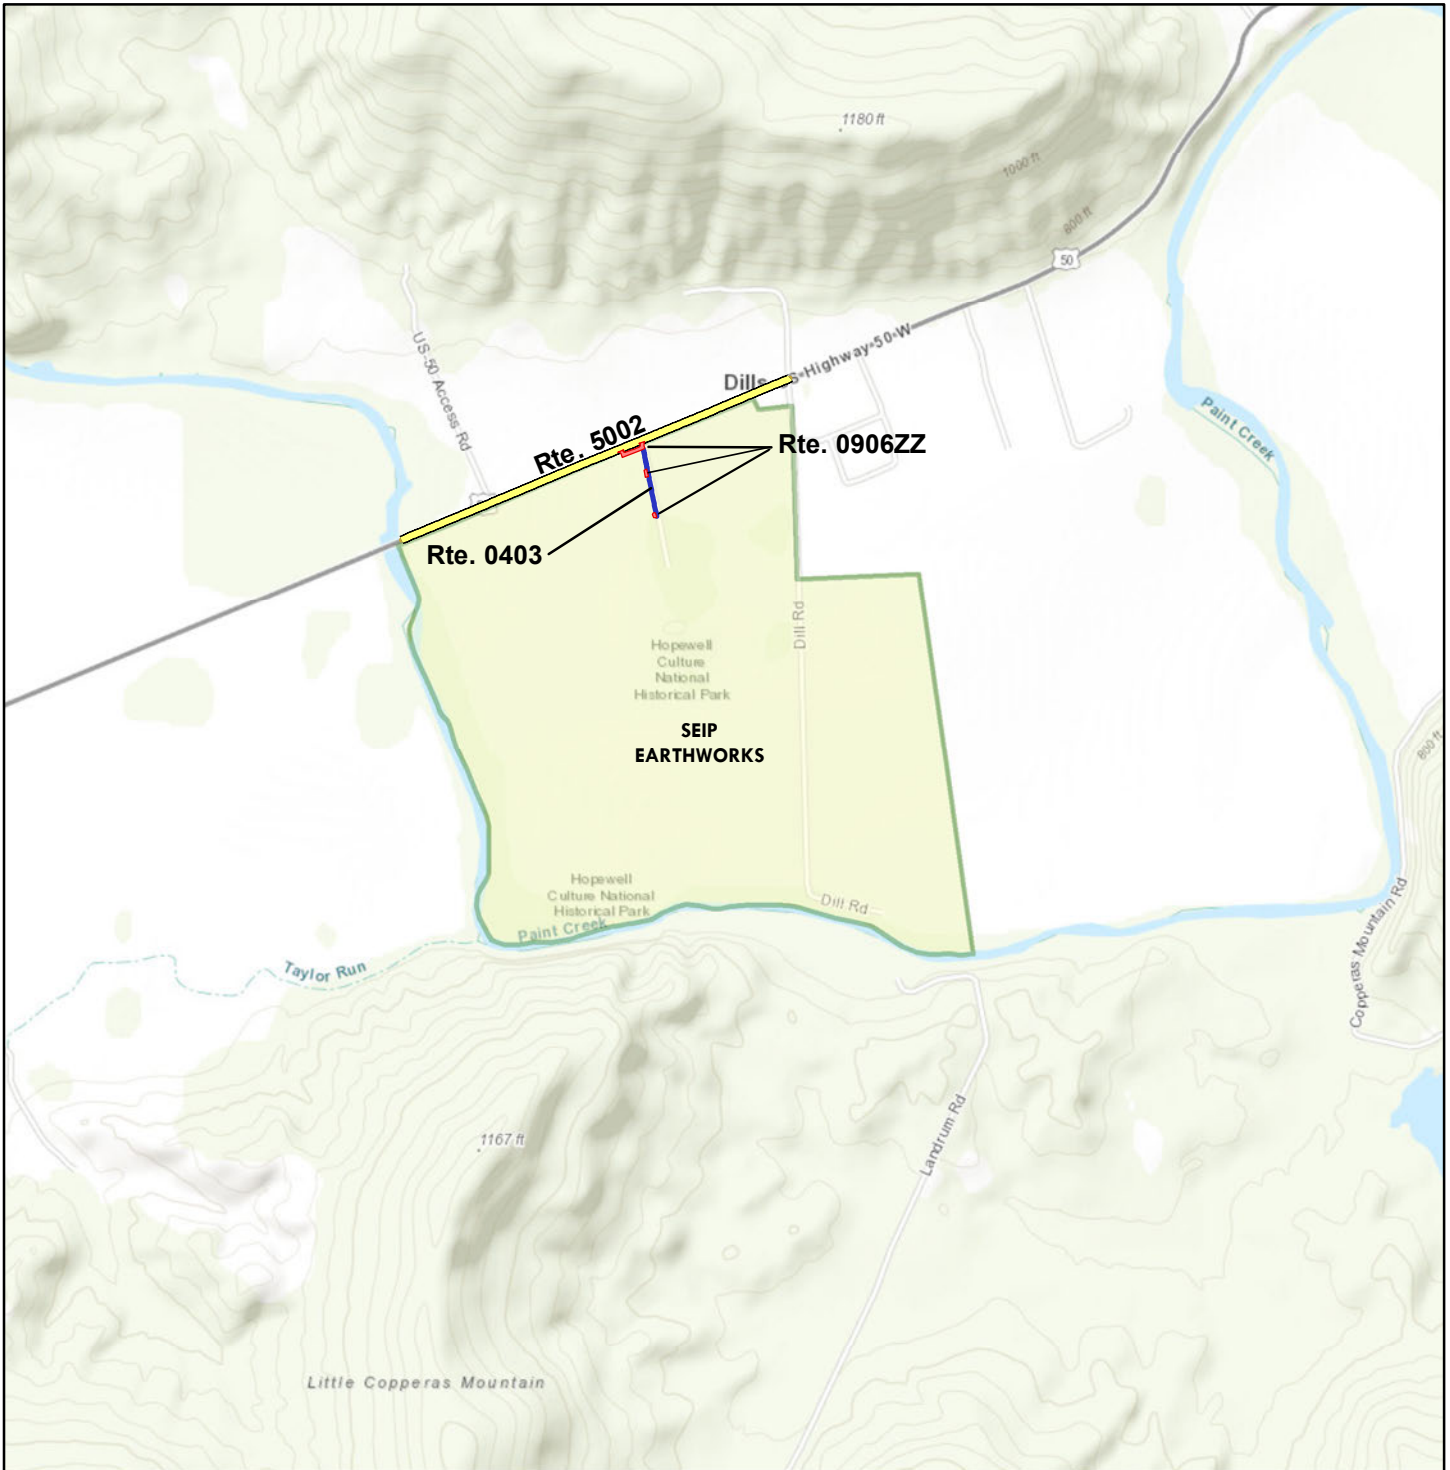 1180 ft
1000 ft
800 ft
50
US-50 Access Rd
S-Highway-50-W
Dills
Paint Creek
Rte. 5002
Rte. 0906ZZ
Rte. 0403
Dill Rd
Hopewell
Culture
National
Historical Park
SEIP
EARTHWORKS
800 ft
Hopewell
Culture National
Historical Park
Dill Rd
Paint Creek
Copperas Mountain Rd
Taylor Run
Landrum Rd
1167 ft
Little Copperas Mountain